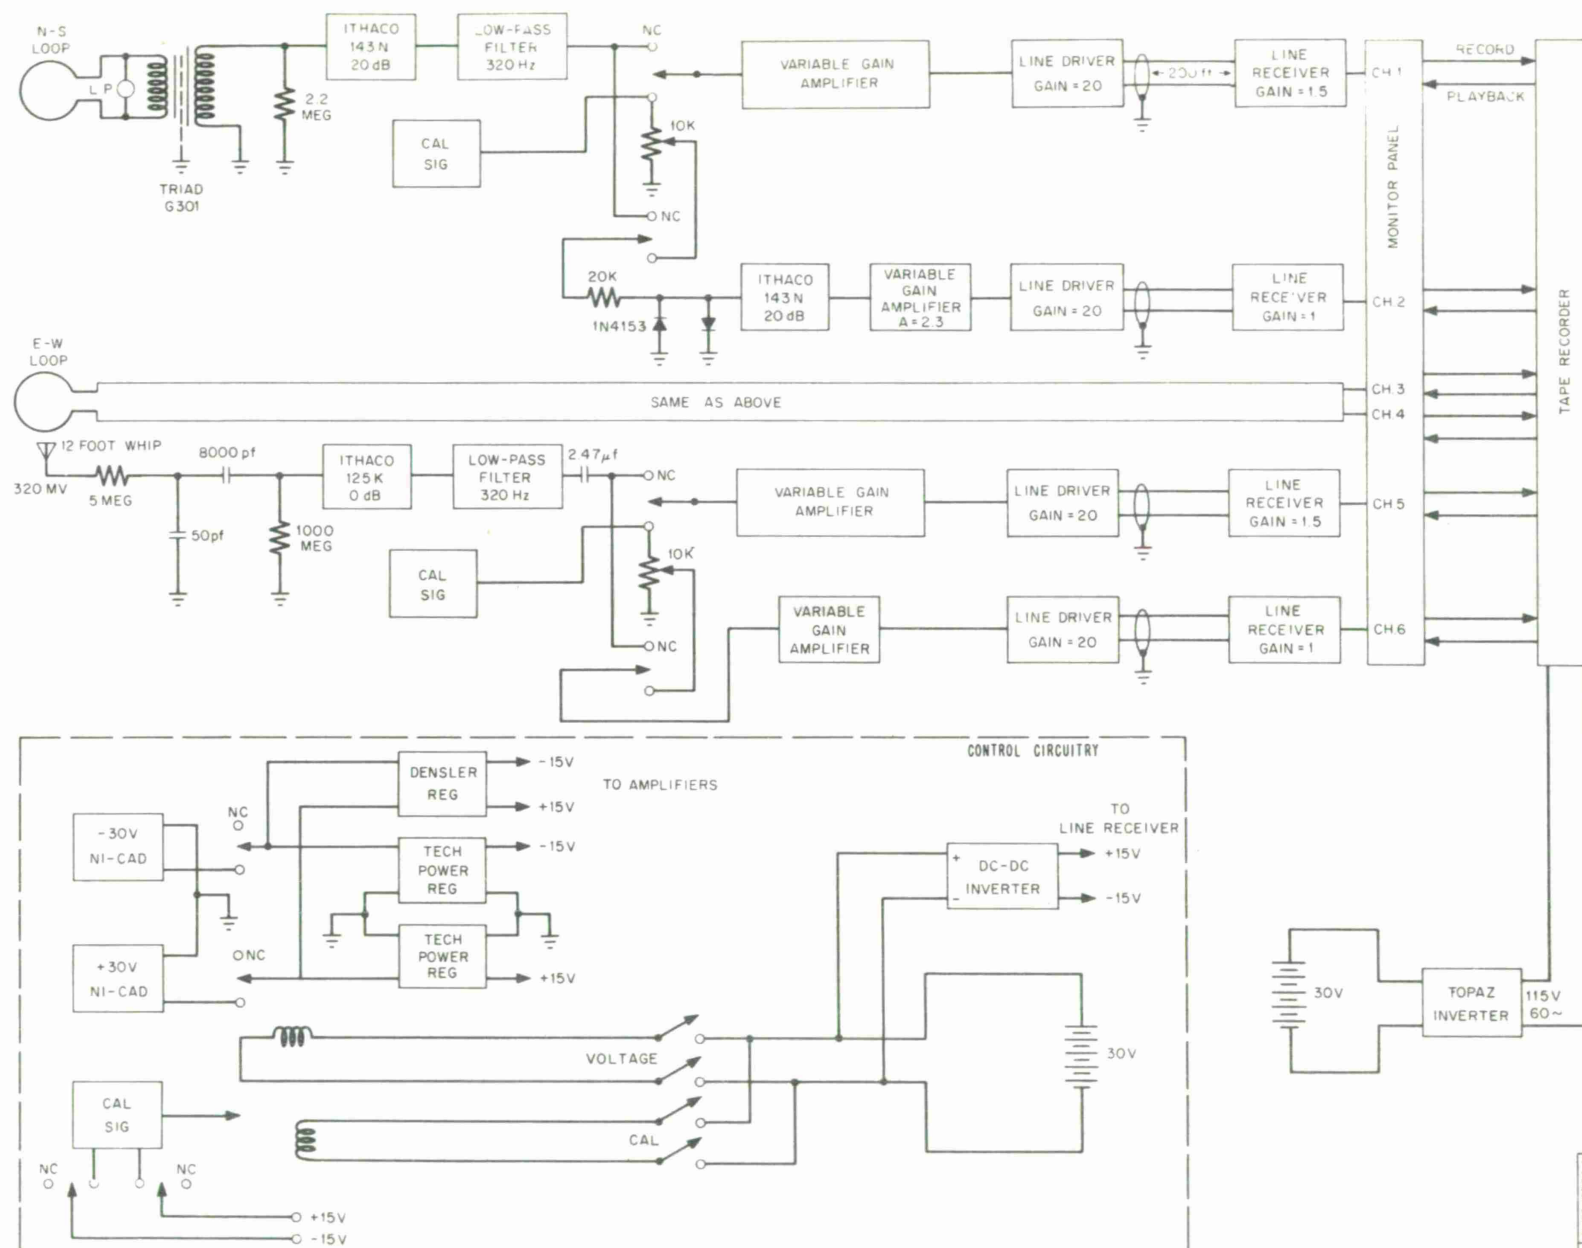 N-S
LOOP
L P
TRIAD
G301
2.2
MEG
ITHACO
143N
20 dB
LOW-PASS
FILTER
320 Hz
NC
CAL
SIG
10K
NC
VARIABLE GAIN
AMPLIFIER
LINE DRIVER
GAIN = 20
200 ft
LINE
RECEIVER
GAIN = 1.5
CH.1
RECORD
PLAYBACK
MONITOR PANEL
TAPE RECORDER
20K
1N4153
ITHACO
143N
20 dB
VARIABLE
GAIN
AMPLIFIER
A = 2.3
LINE DRIVER
GAIN = 20
LINE
RECEIVER
GAIN = 1
CH.2
E-W
LOOP
SAME AS ABOVE
CH.3
CH.4
12 FOOT WHIP
320 MV
5 MEG
8000 pf
50 pf
1000
MEG
ITHACO
125K
0 dB
LOW-PASS
FILTER
320 Hz
2.47µf
NC
CAL
SIG
10K
NC
VARIABLE GAIN
AMPLIFIER
LINE DRIVER
GAIN = 20
LINE
RECEIVER
GAIN = 1.5
CH.5
VARIABLE
GAIN
AMPLIFIER
LINE DRIVER
GAIN = 20
LINE
RECEIVER
GAIN = 1
CH.6
CONTROL CIRCUITRY
-30V
NI-CAD
NC
DENSLER
REG
-15V
+15V
TO AMPLIFIERS
TECH
POWER
REG
-15V
+30V
NI-CAD
NC
TECH
POWER
REG
+15V
TO
LINE RECEIVER
+
-
DC-DC
INVERTER
+15V
-15V
VOLTAGE
CAL
30V
CAL
SIG
NC
NC
+15V
-15V
30V
TOPAZ
INVERTER
115V
60~